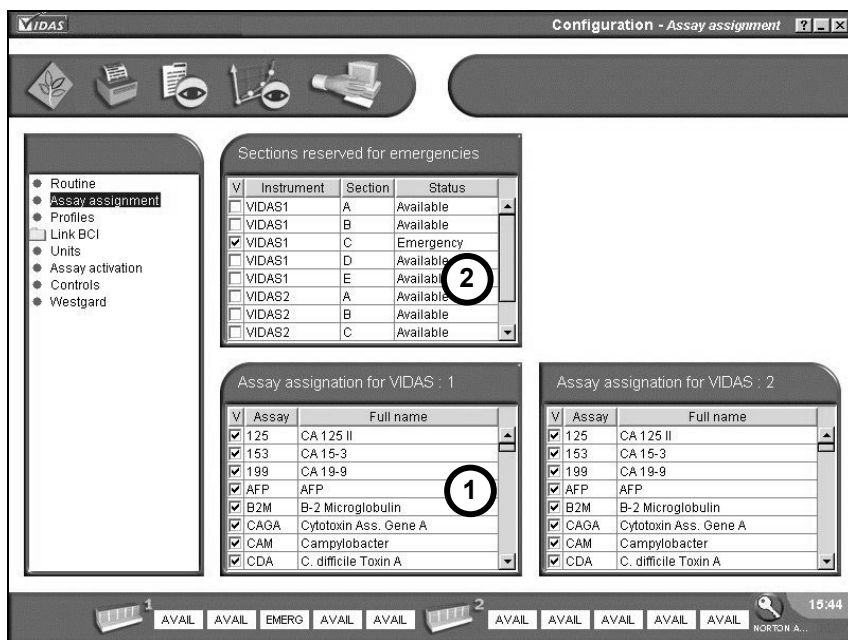 VIDAS
Configuration - Assay assignment ? _ X
Routine
Assay assignment
Profiles
Link BCI
Units
Assay activation
Controls
Westgard
Sections reserved for emergencies
V Instrument Section Status
VIDAS1 A Available
VIDAS1 B Available
VIDAS1 C Emergency
VIDAS1 D Available
VIDAS1 E Available
VIDAS2 A Available
VIDAS2 B Available
VIDAS2 C Available
2
Assay assignation for VIDAS : 1
V Assay Full name
125 CA 125 II
153 CA 15-3
199 CA 19-9
AFP AFP
B2M B-2 Microglobulin
CAGA Cytotoxin Ass. Gene A
CAM Campylobacter
CDA C. difficile Toxin A
1
Assay assignation for VIDAS : 2
V Assay Full name
125 CA 125 II
153 CA 15-3
199 CA 19-9
AFP AFP
B2M B-2 Microglobulin
CAGA Cytotoxin Ass. Gene A
CAM Campylobacter
CDA C. difficile Toxin A
1 AVAIL AVAIL EMERG AVAIL AVAIL
2 AVAIL AVAIL AVAIL AVAIL AVAIL
15:44
NORTON A...